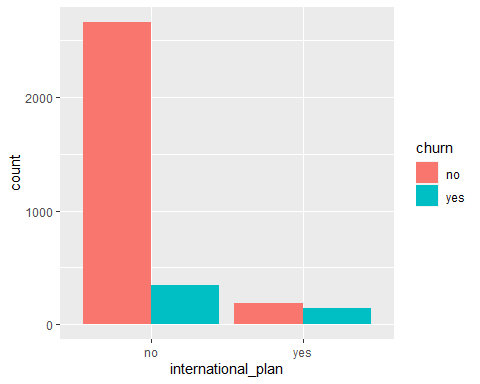 count
2000
1000
0
no
yes
international_plan
churn
no
yes